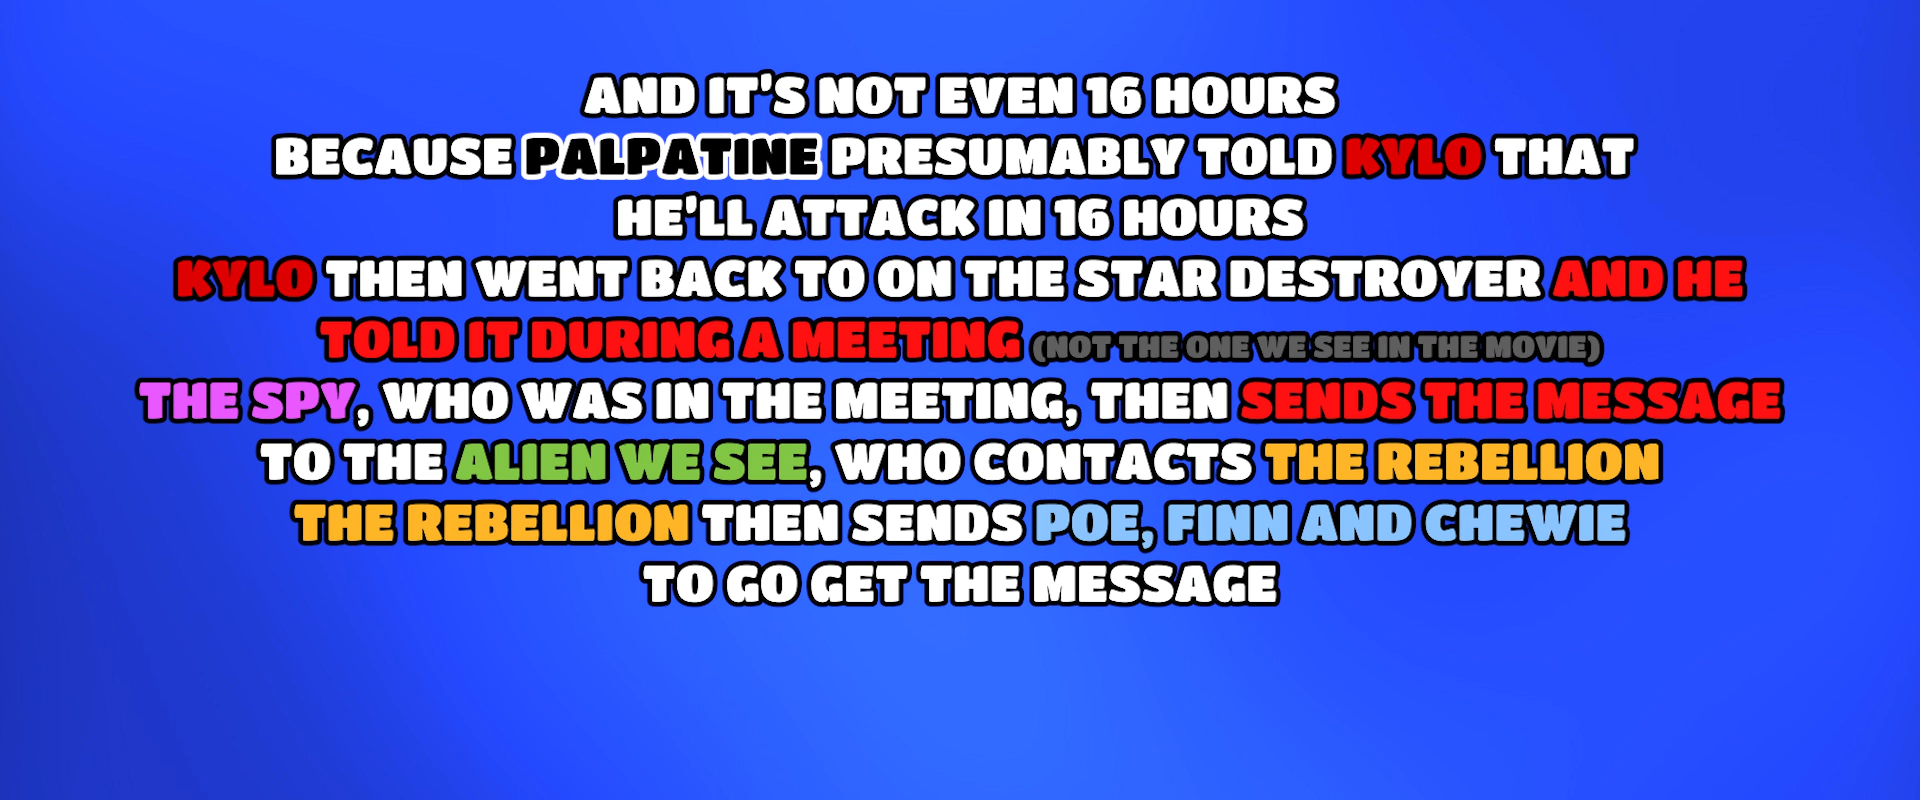 AND IT'S NOT EVEN 16 HOURS
BECAUSE PALPATINE PRESUMABLY TOLD KYLO THAT
HE'LL ATTACK IN 16 HOURS
KYLO THEN WENT BACK TO ON THE STAR DESTROYER AND HE
TOLD IT DURING A MEETING (NOT THE ONE WE SEE IN THE MOVIE)
THE SPY, WHO WAS IN THE MEETING, THEN SENDS THE MESSAGE
TO THE ALIEN WE SEE, WHO CONTACTS THE REBELLION
THE REBELLION THEN SENDS POE, FINN AND CHEWIE
TO GO GET THE MESSAGE